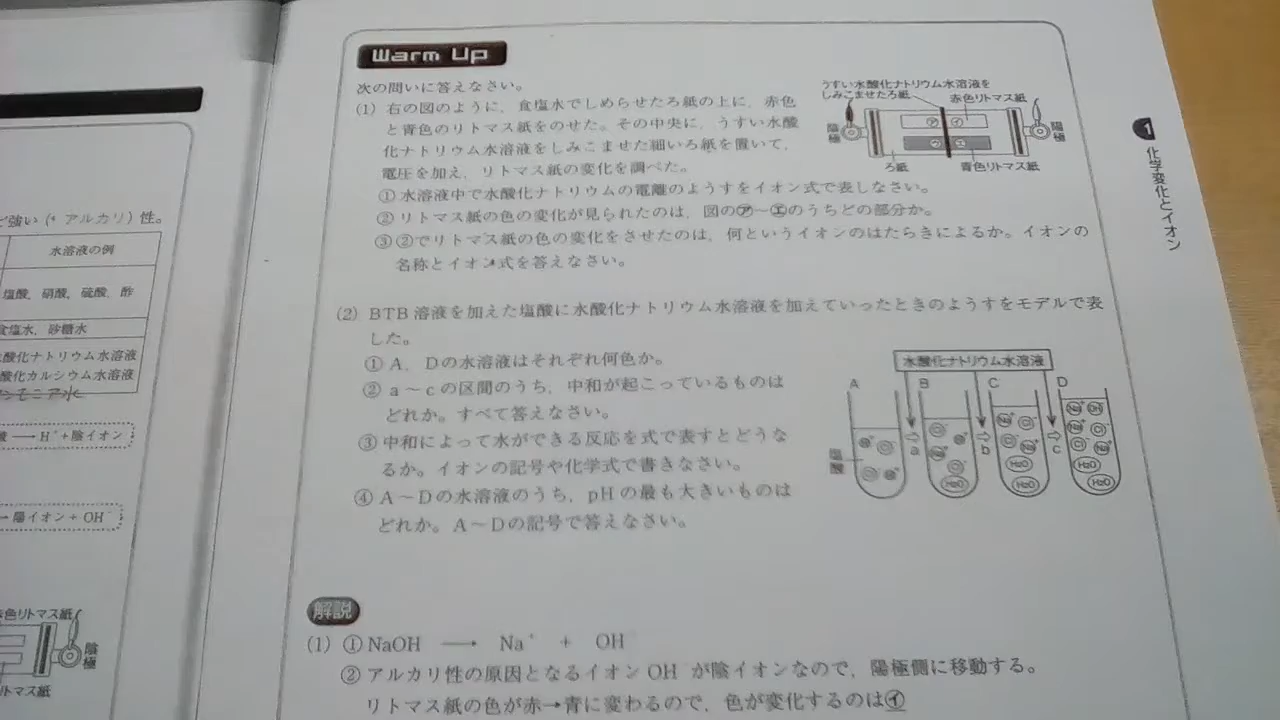 ど強い(* アルカリ)性。
水溶液の例
塩酸、硝酸、硫酸、酢
食塩水、砂糖水
酸化ナトリウム水溶液
酸化カルシウム水溶液
アンモニア水
液 → H⁺+陰イオン
→ 陽イオン+OH⁻
色リトマス紙
陰極
リトマス紙
Warm Up
次の問いに答えなさい。
(1) 右の図のように、食塩水でしめらせたろ紙の上に、赤色
と青色のリトマス紙をのせた。その中央に、うすい水酸
化ナトリウム水溶液をしみこませた細いろ紙を置いて、
電圧を加え、リトマス紙の変化を調べた。
①水溶液中で水酸化ナトリウムの電離のようすをイオン式で表しなさい。
②リトマス紙の色の変化が見られたのは、図の㋐〜㋓のうちどの部分か。
③②でリトマス紙の色の変化をさせたのは、何というイオンのはたらきによるか。イオンの
名称とイオン式を答えなさい。
うすい水酸化ナトリウム水溶液を
しみこませたろ紙
赤色リトマス紙
陰極
㋐
㋑
㋒
㋓
陽極
ろ紙
青色リトマス紙
(2) BTB溶液を加えた塩酸に水酸化ナトリウム水溶液を加えていったときのようすをモデルで表
した。
①A、Dの水溶液はそれぞれ何色か。
②a〜cの区間のうち、中和が起こっているものは
どれか。すべて答えなさい。
③中和によって水ができる反応を式で表すとどうな
るか。イオンの記号や化学式で書きなさい。
④A〜Dの水溶液のうち、pHの最も大きいものは
どれか。A〜Dの記号で答えなさい。
水酸化ナトリウム水溶液
A B C D
塩酸
a b c
Na⁺ OH⁻
H₂O
H₂O
H₂O
H₂O
H₂O
解説
(1) ①NaOH → Na⁺ + OH
②アルカリ性の原因となるイオンOH が陰イオンなので、陽極側に移動する。
リトマス紙の色が赤→青に変わるので、色が変化するのは㋑
1
化学変化とイオン